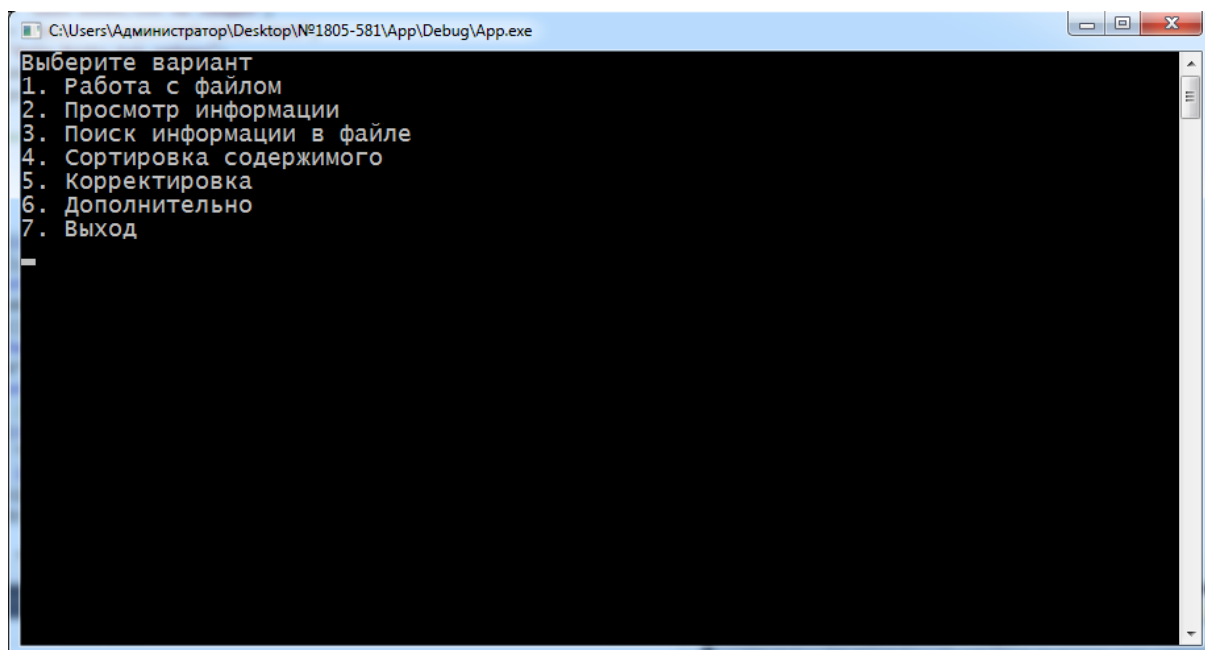 C:\Users\Администратор\Desktop\№1805-581\App\Debug\App.exe
Выберите вариант
1. Работа с файлом
2. Просмотр информации
3. Поиск информации в файле
4. Сортировка содержимого
5. Корректировка
6. Дополнительно
7. Выход